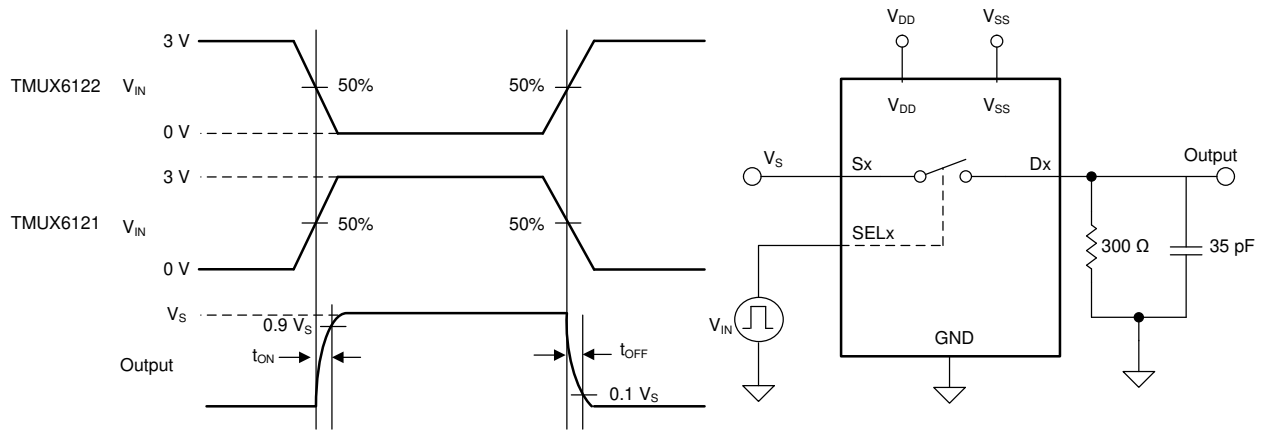 3 V
TMUX6122 V_IN 50% 50%
0 V
3 V
TMUX6121 V_IN 50% 50%
0 V
V_S
0.9 V_S
t_ON t_OFF
Output
0.1 V_S
V_DD V_SS
V_DD V_SS
V_S Sx Dx Output
SELx
300 Ω 35 pF
V_IN
GND